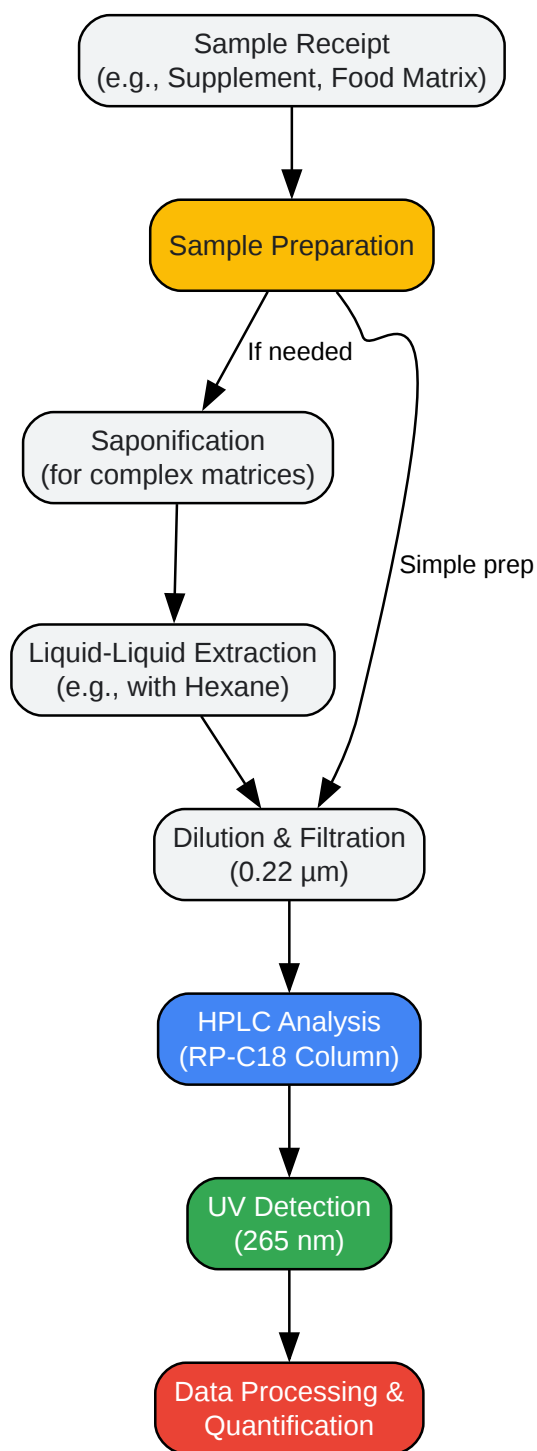 Sample Receipt
(e.g., Supplement, Food Matrix)
Sample Preparation
If needed
Saponification
(for complex matrices)
Simple prep
Liquid-Liquid Extraction
(e.g., with Hexane)
Dilution & Filtration
(0.22 µm)
HPLC Analysis
(RP-C18 Column)
UV Detection
(265 nm)
Data Processing &
Quantification